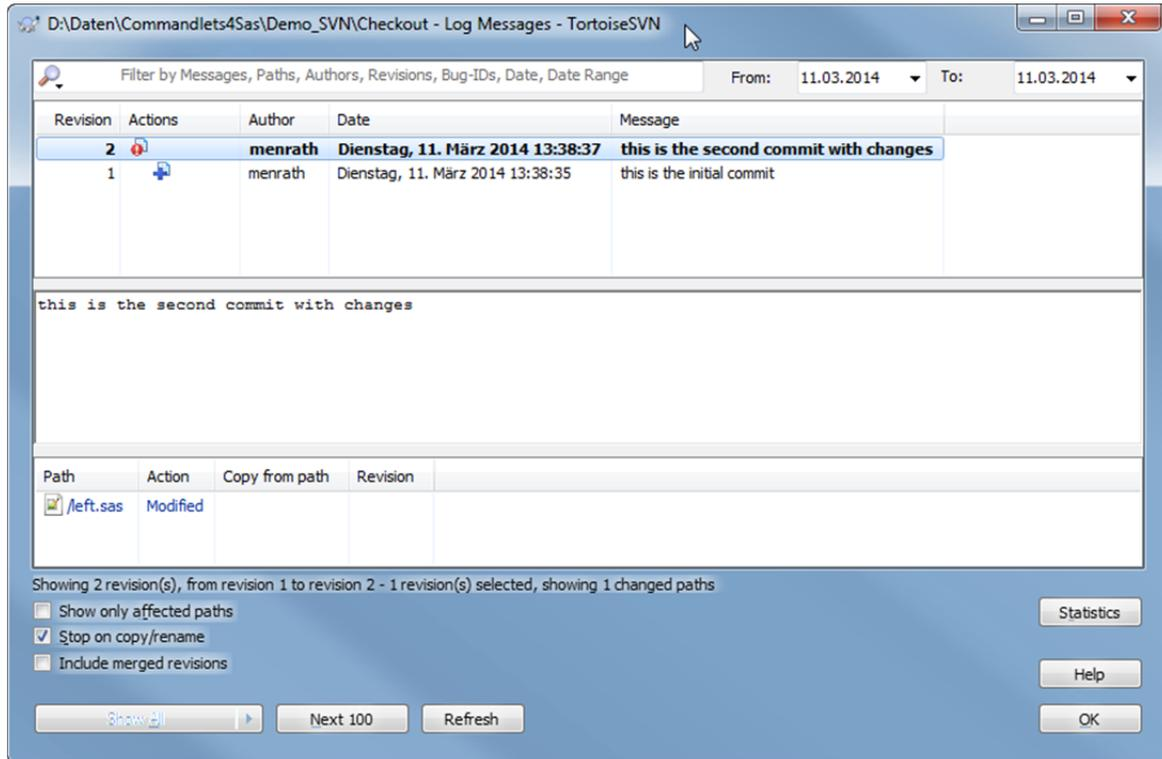 D:\Daten\Commandlets4Sas\Demo_SVN\Checkout - Log Messages - TortoiseSVN
Filter by Messages, Paths, Authors, Revisions, Bug-IDs, Date, Date Range From: 11.03.2014 To: 11.03.2014
Revision Actions Author Date Message
2 menrath Dienstag, 11. März 2014 13:38:37 this is the second commit with changes
1 menrath Dienstag, 11. März 2014 13:38:35 this is the initial commit
this is the second commit with changes
Path Action Copy from path Revision
/left.sas Modified
Showing 2 revision(s), from revision 1 to revision 2 - 1 revision(s) selected, showing 1 changed paths
Show only affected paths
Statistics
Stop on copy/rename
Include merged revisions
Help
Show All Next 100 Refresh OK